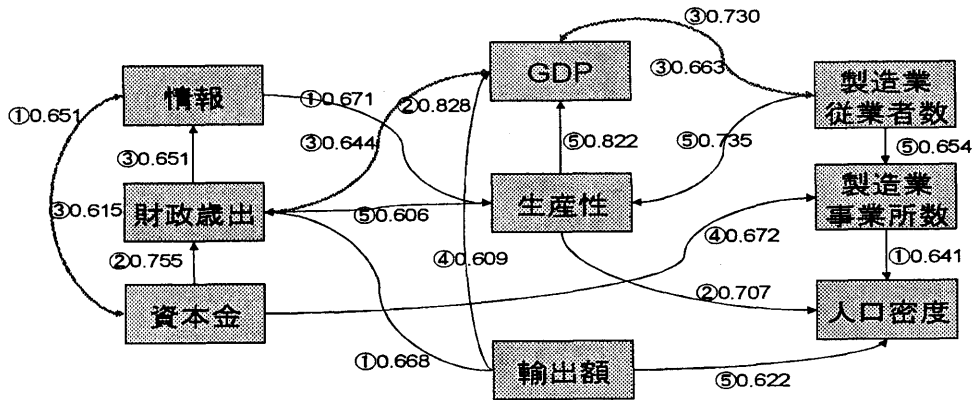 ③0.730
GDP
③0.663
製造業
従業者数
情報
①0.651
①0.671
②0.828
③0.644
⑤0.822
⑤0.735
⑤0.654
③0.651
製造業
事業所数
③0.615
財政歳出
⑤0.606
生産性
④0.672
②0.755
④0.609
①0.641
資本金
②0.707
人口密度
①0.668
輸出額
⑤0.622